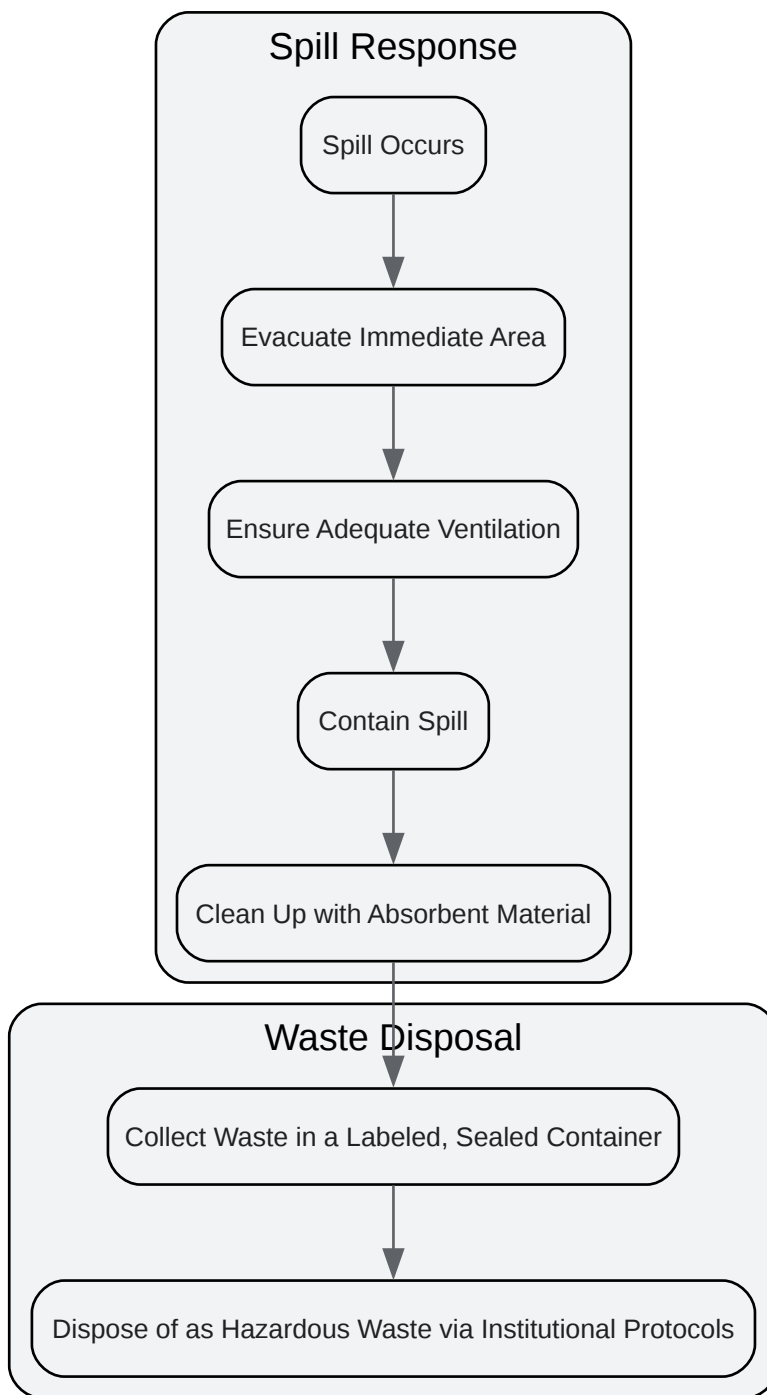 Spill Response
Spill Occurs
Evacuate Immediate Area
Ensure Adequate Ventilation
Contain Spill
Clean Up with Absorbent Material
Waste Disposal
Collect Waste in a Labeled, Sealed Container
Dispose of as Hazardous Waste via Institutional Protocols